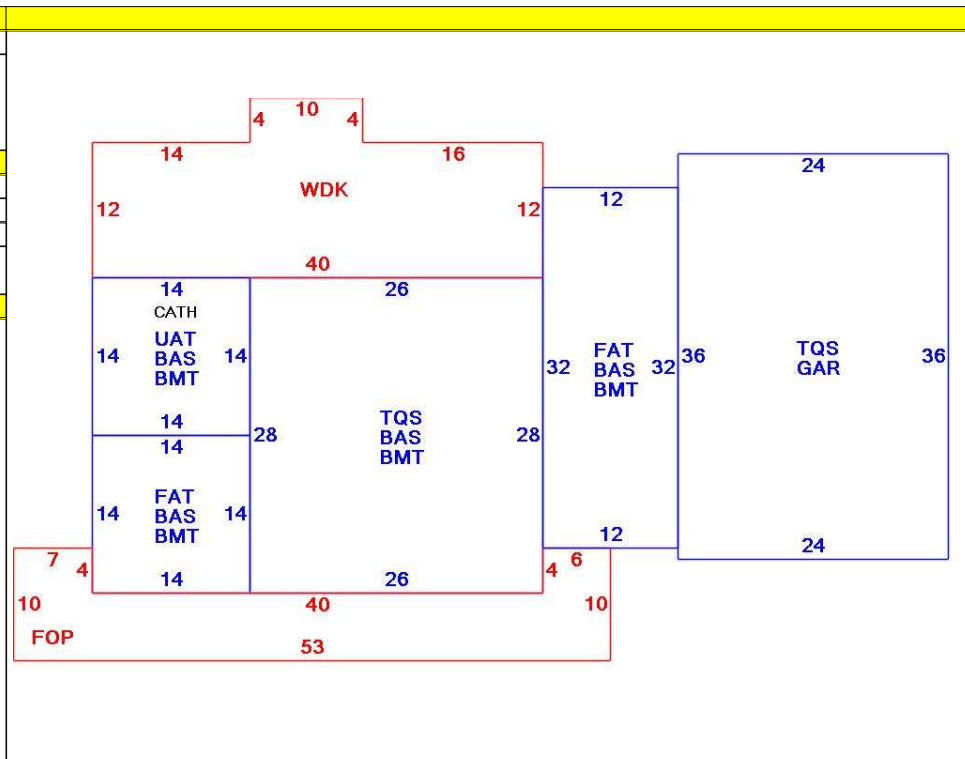 10
4 4
14 16
24
WDK
12
12 12
40
14 26
CATH
UAT
BAS
BMT
14 14
14
14
FAT
BAS
BMT
14 14
14
28
TQS
BAS
BMT
28
26
32
FAT
BAS
BMT
32
12
36
TQS
GAR
36
24
7
4
4
6
10
10
40
FOP
53